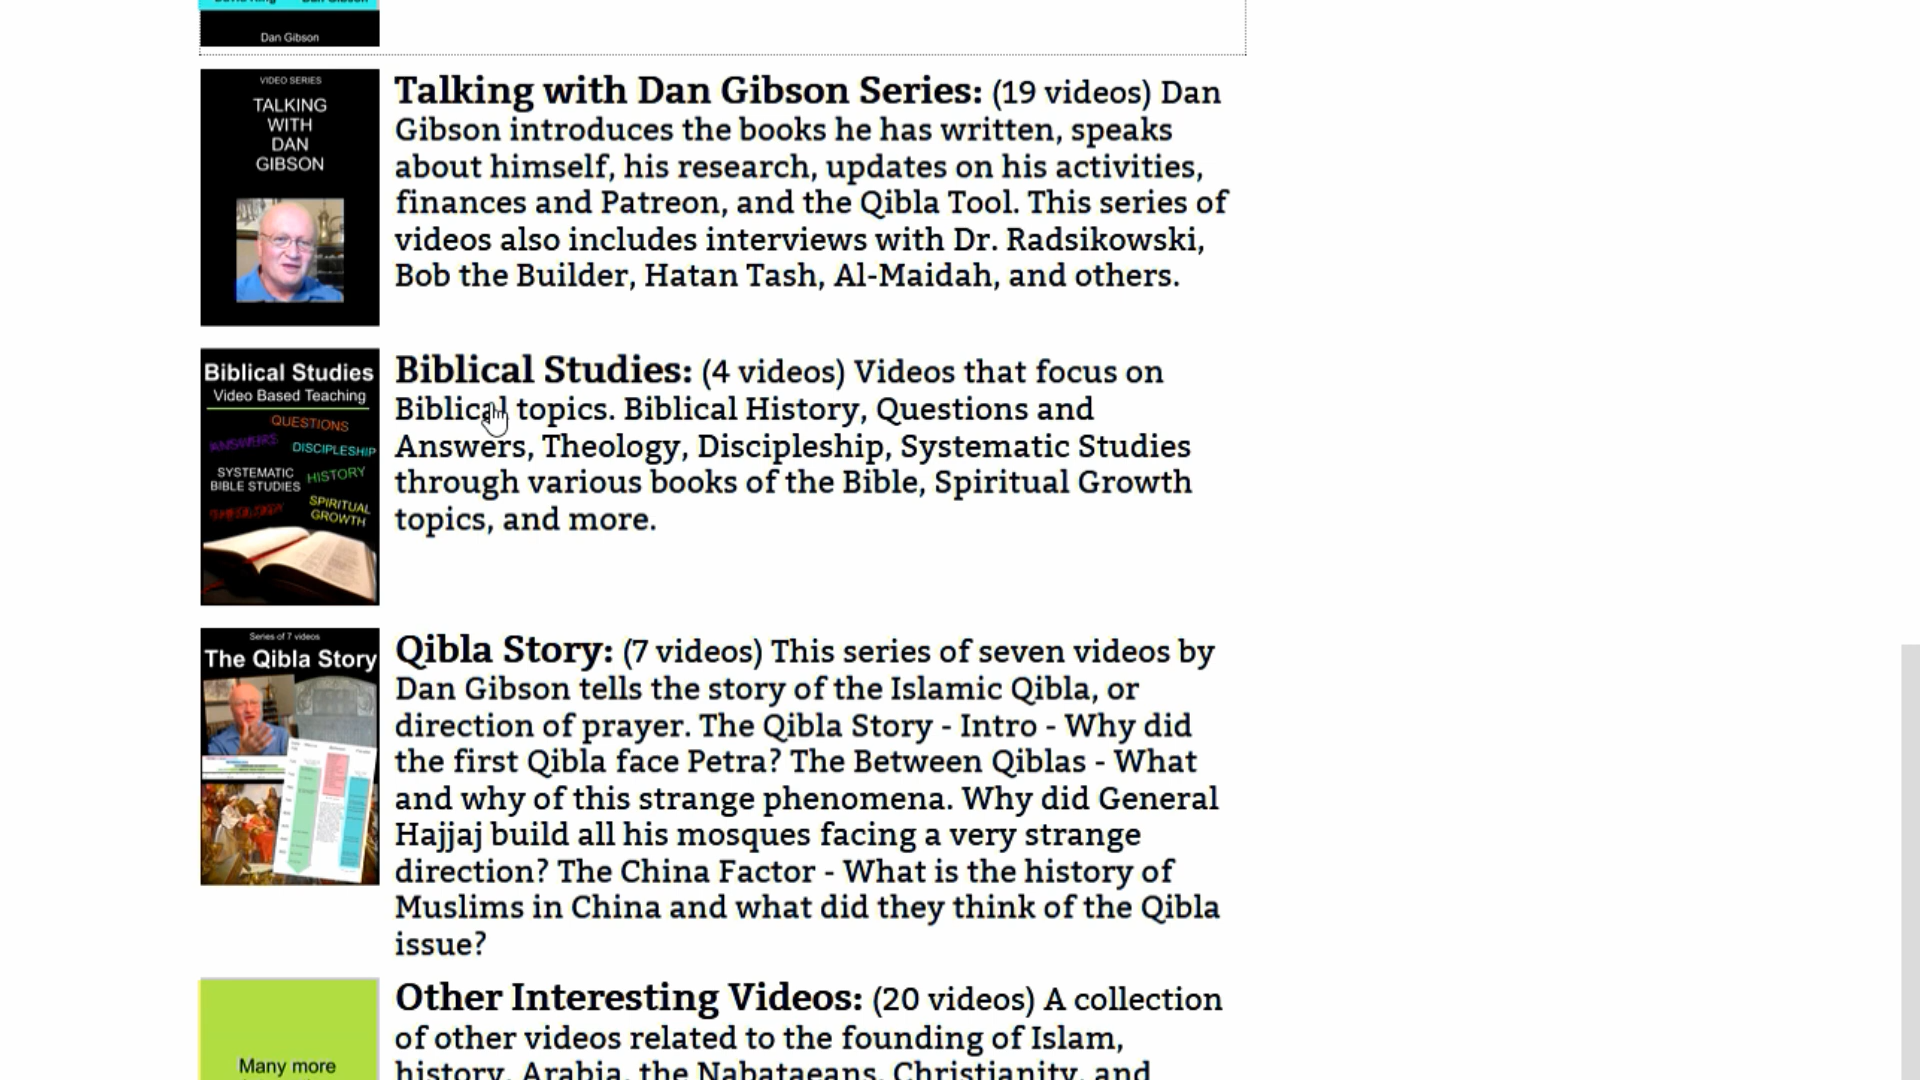 Dan Gibson
VIDEO SERIES
TALKING
WITH
DAN
GIBSON
Talking with Dan Gibson Series: (19 videos) Dan
Gibson introduces the books he has written, speaks
about himself, his research, updates on his activities,
finances and Patreon, and the Qibla Tool. This series of
videos also includes interviews with Dr. Radsikowski,
Bob the Builder, Hatan Tash, Al-Maidah, and others.
Biblical Studies
Video Based Teaching
QUESTIONS
ANSWERS
DISCIPLESHIP
SYSTEMATIC
BIBLE STUDIES
HISTORY
THEOLOGY
SPIRITUAL
GROWTH
Biblical Studies: (4 videos) Videos that focus on
Biblical topics. Biblical History, Questions and
Answers, Theology, Discipleship, Systematic Studies
through various books of the Bible, Spiritual Growth
topics, and more.
Series of 7 videos
The Qibla Story
Qibla Story: (7 videos) This series of seven videos by
Dan Gibson tells the story of the Islamic Qibla, or
direction of prayer. The Qibla Story - Intro - Why did
the first Qibla face Petra? The Between Qiblas - What
and why of this strange phenomena. Why did General
Hajjaj build all his mosques facing a very strange
direction? The China Factor - What is the history of
Muslims in China and what did they think of the Qibla
issue?
Many more
Other Interesting Videos: (20 videos) A collection
of other videos related to the founding of Islam,
history, Arabia, the Nabataeans, Christianity, and